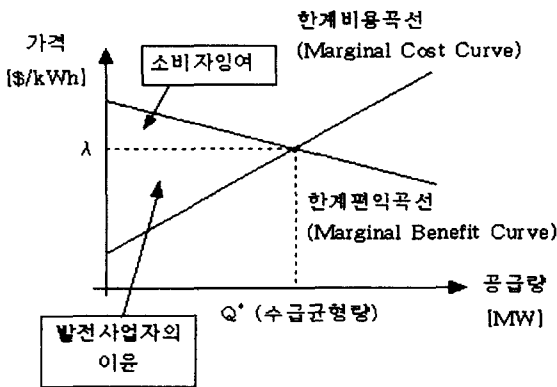 가격
[$/kWh]
소비자잉여
한계비용곡선
(Marginal Cost Curve)
λ
한계편익곡선
(Marginal Benefit Curve)
공급량
[MW]
Q* (수급균형량)
발전사업자의
이윤